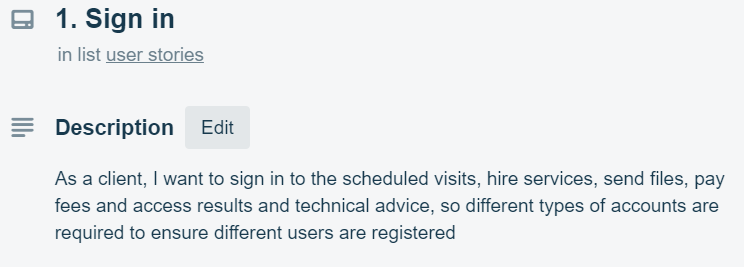 1. Sign in
in list user stories
Description Edit
As a client, I want to sign in to the scheduled visits, hire services, send files, pay
fees and access results and technical advice, so different types of accounts are
required to ensure different users are registered